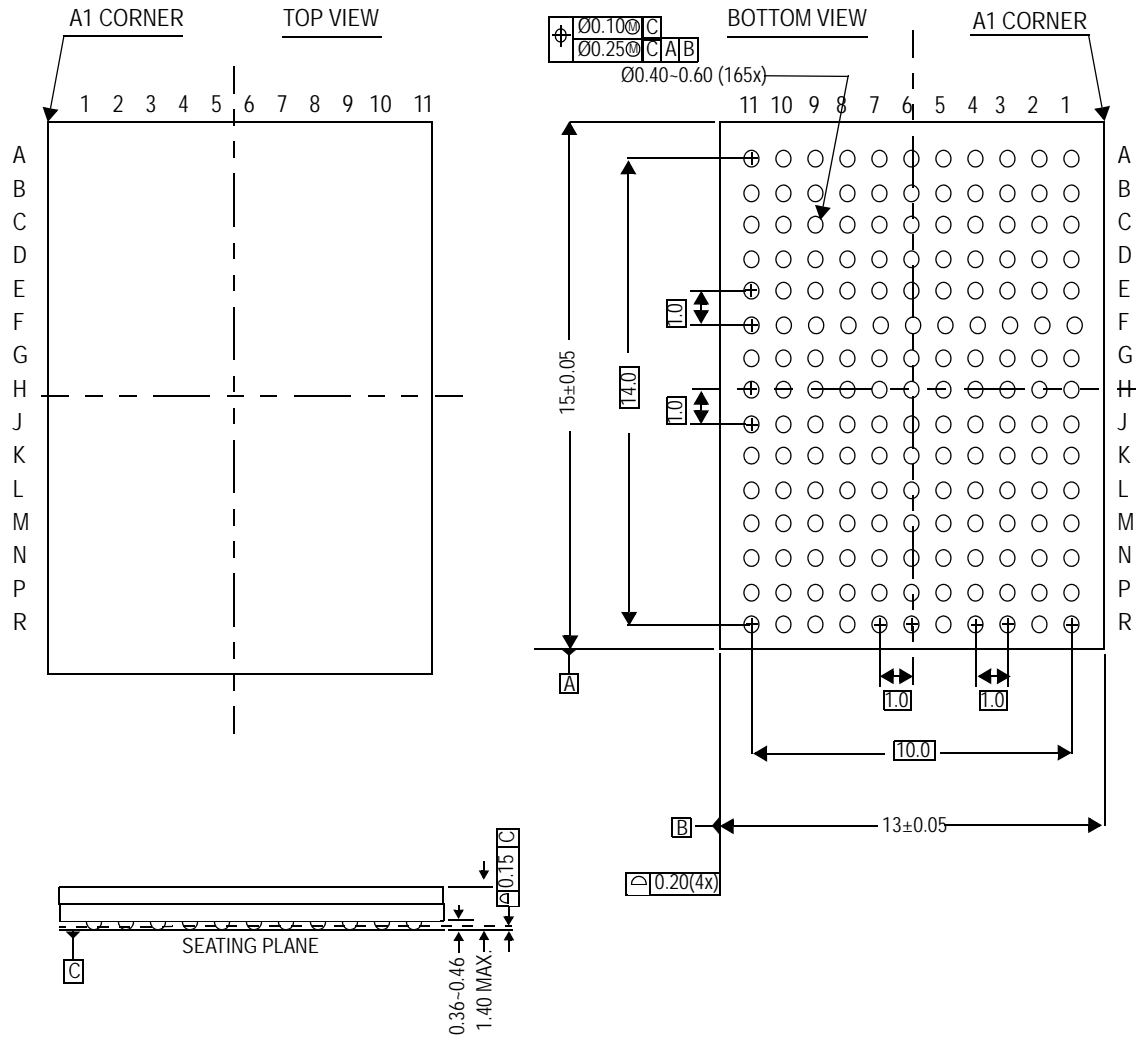 A1 CORNER
TOP VIEW
1 2 3 4 5 6 7 8 9 10 11
A
B
C
D
E
F
G
H
J
K
L
M
N
P
R
Ø0.10Ⓜ C
Ø0.25Ⓜ C A B
BOTTOM VIEW
A1 CORNER
Ø0.40~0.60 (165x)
11 10 9 8 7 6 5 4 3 2 1
A
B
C
D
E
F
G
H
J
K
L
M
N
P
R
1.0
1.0
14.0
15±0.05
A
1.0
1.0
10.0
B
13±0.05
0.20(4x)
0.15 C
SEATING PLANE
C
0.36~0.46
1.40 MAX.